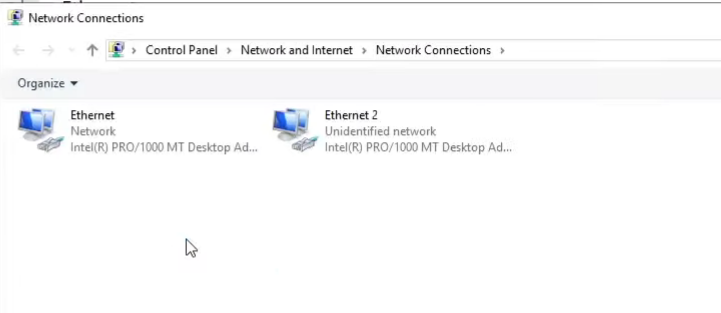 Network Connections
Control Panel > Network and Internet > Network Connections >
Organize
Ethernet
Network
Intel(R) PRO/1000 MT Desktop Ad...
Ethernet 2
Unidentified network
Intel(R) PRO/1000 MT Desktop Ad...